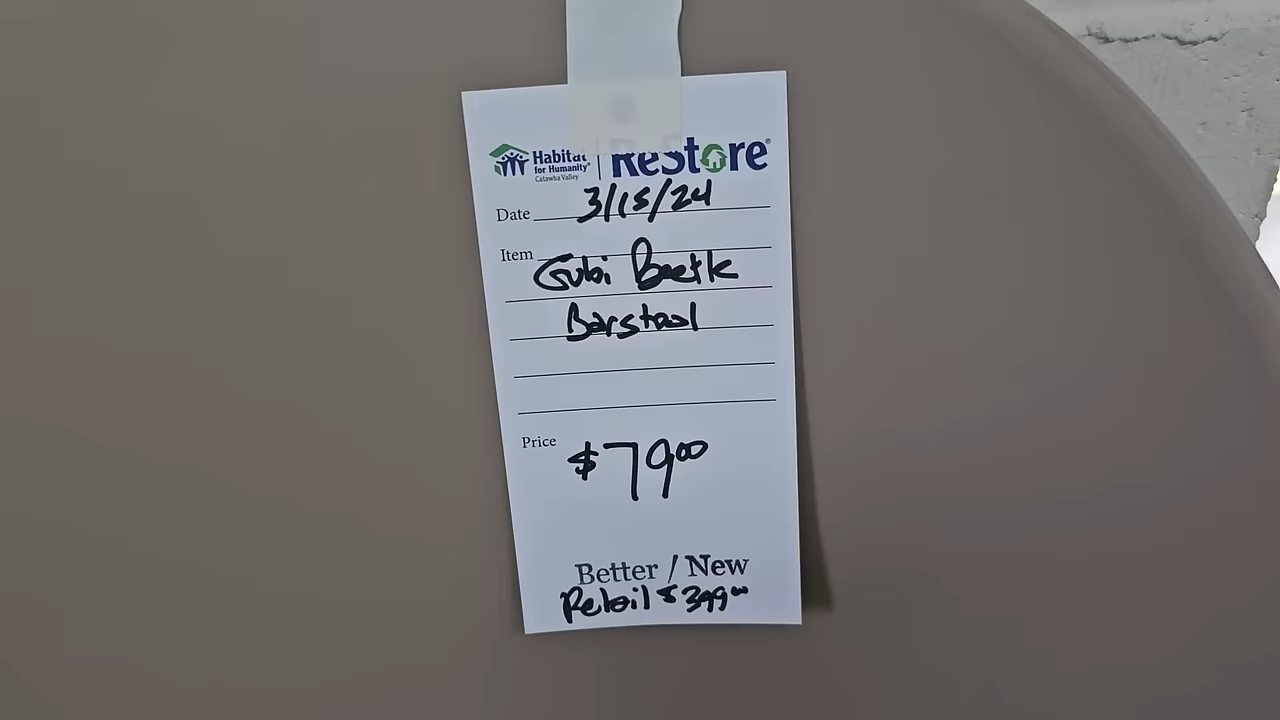 Habitat for Humanity® Catawba Valley | ReStore®
Date 3/15/24
Item Gubi Beetle
Barstool
Price $79.00
Better / New
Retail $399.00